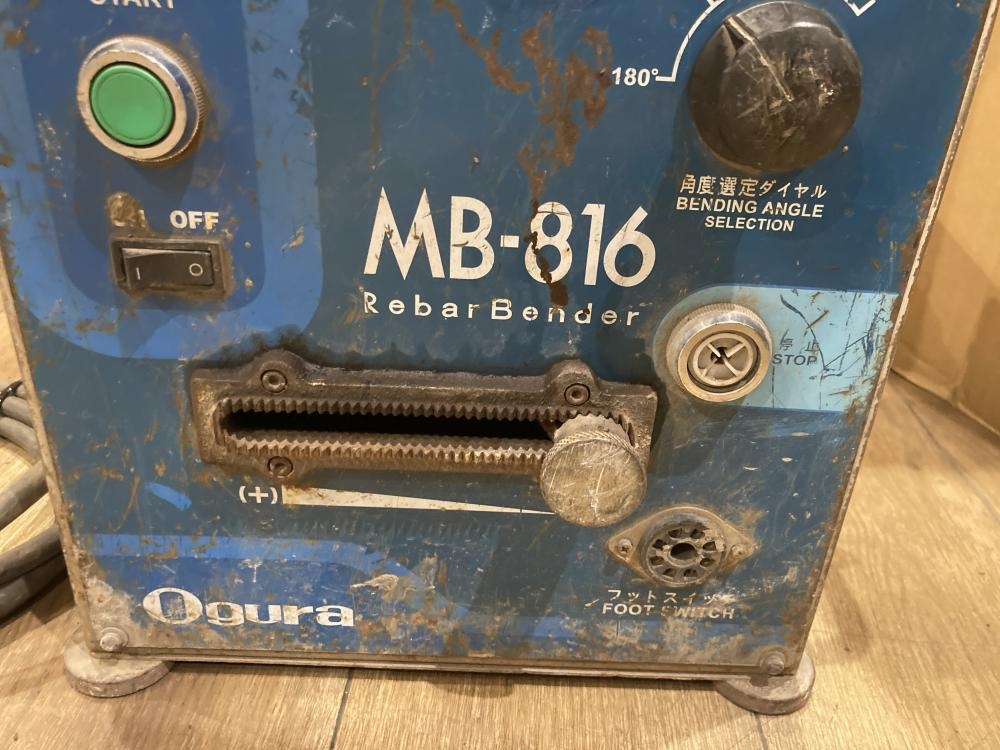 START
180°
角度選定ダイヤル
BENDING ANGLE
SELECTION
OFF
MB-816
RebarBender
停止
STOP
(+)
フットスイッチ
FOOT SWITCH
Ogura